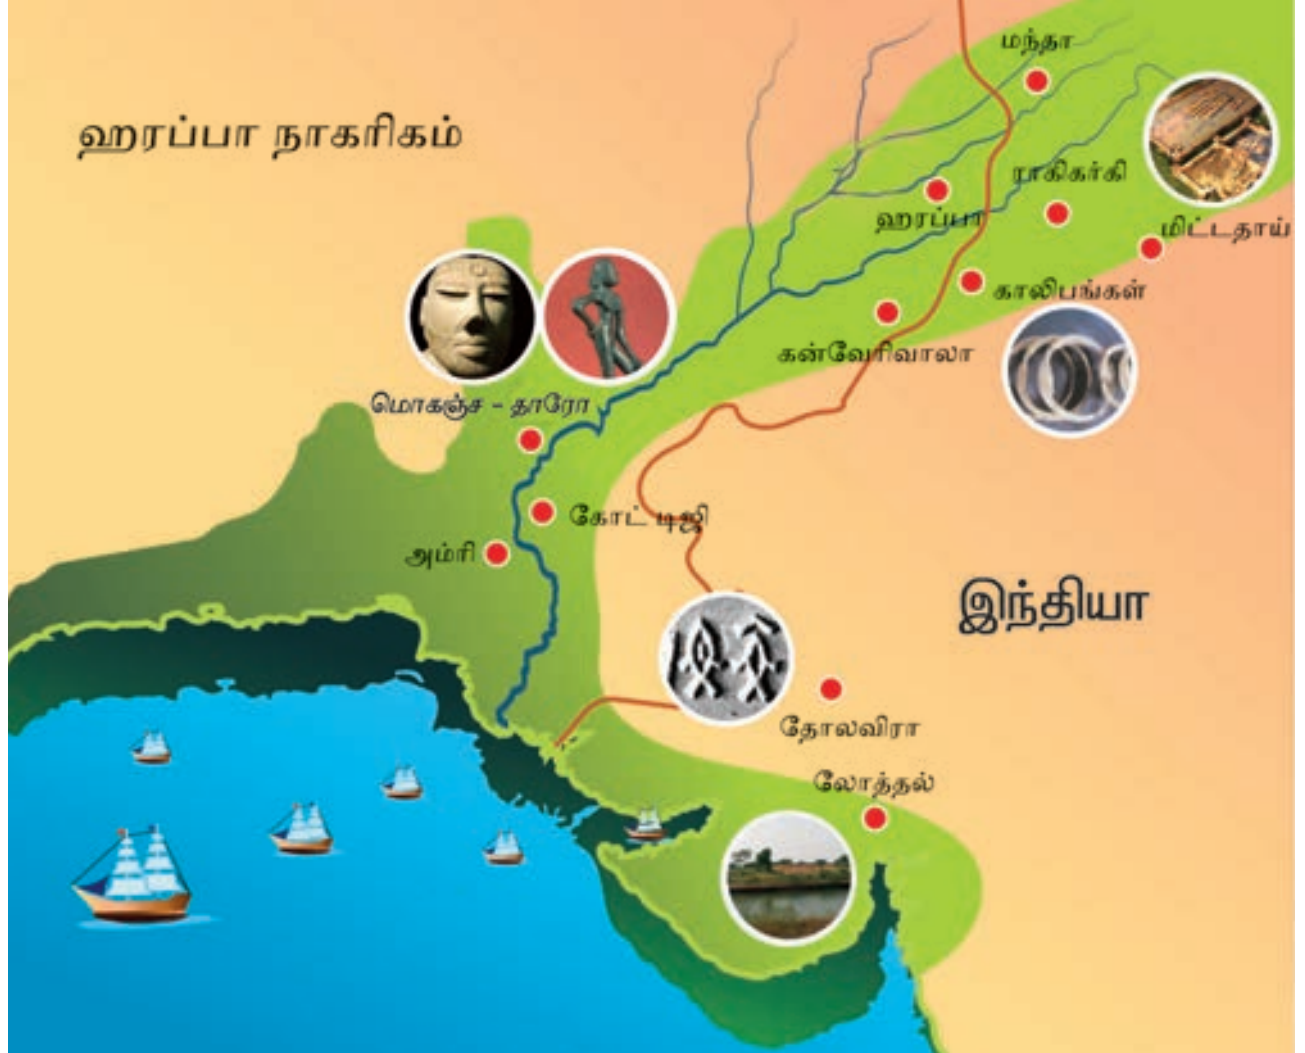 மந்தா
ஹரப்பா நாகரிகம்
ராகிகர்கி
ஹரப்பா
மிட்டதாய்
காலிபங்கள்
கன்வேரிவாலா
மொகஞ்ச - தாரோ
கோட் டிஜி
அம்ரி
இந்தியா
தோலவிரா
லோத்தல்